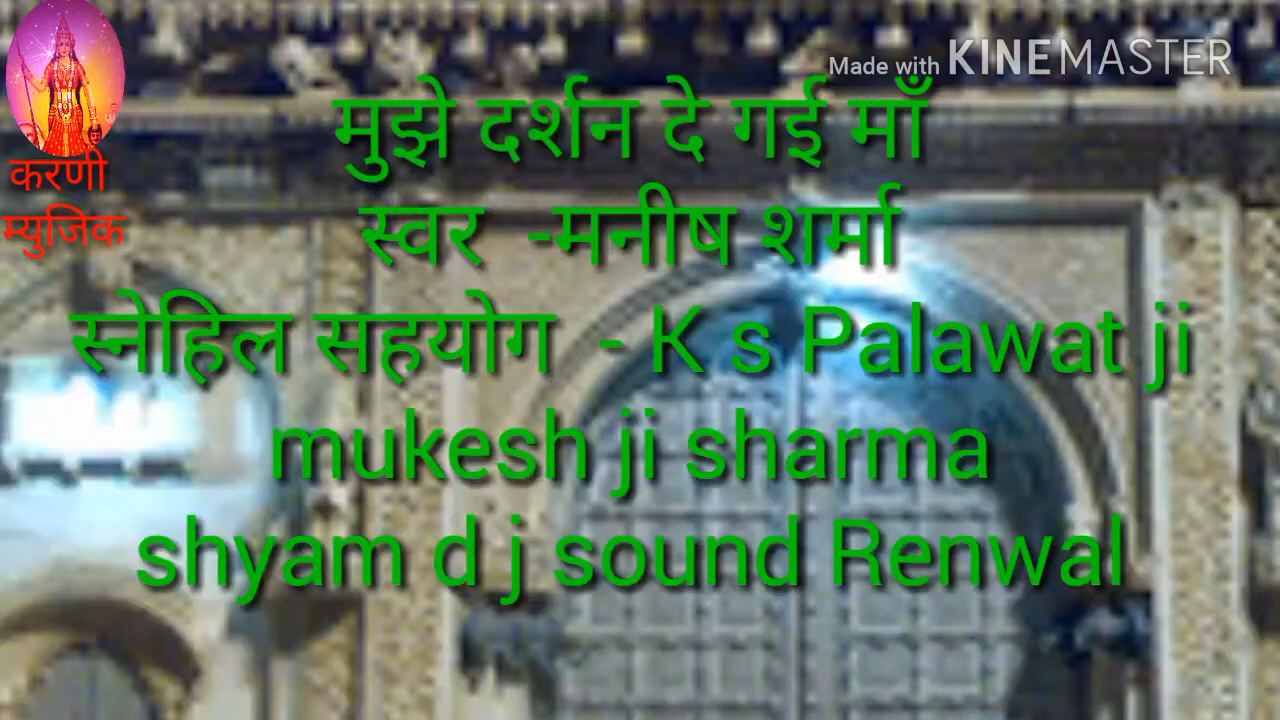 Made with KINEMASTER
मुझे दर्शन दे गई माँ
करणी
म्युजिक
स्वर -मनीष शर्मा
स्नेहिल सहयोग - K s Palawat ji
mukesh ji sharma
shyam d j sound Renwal